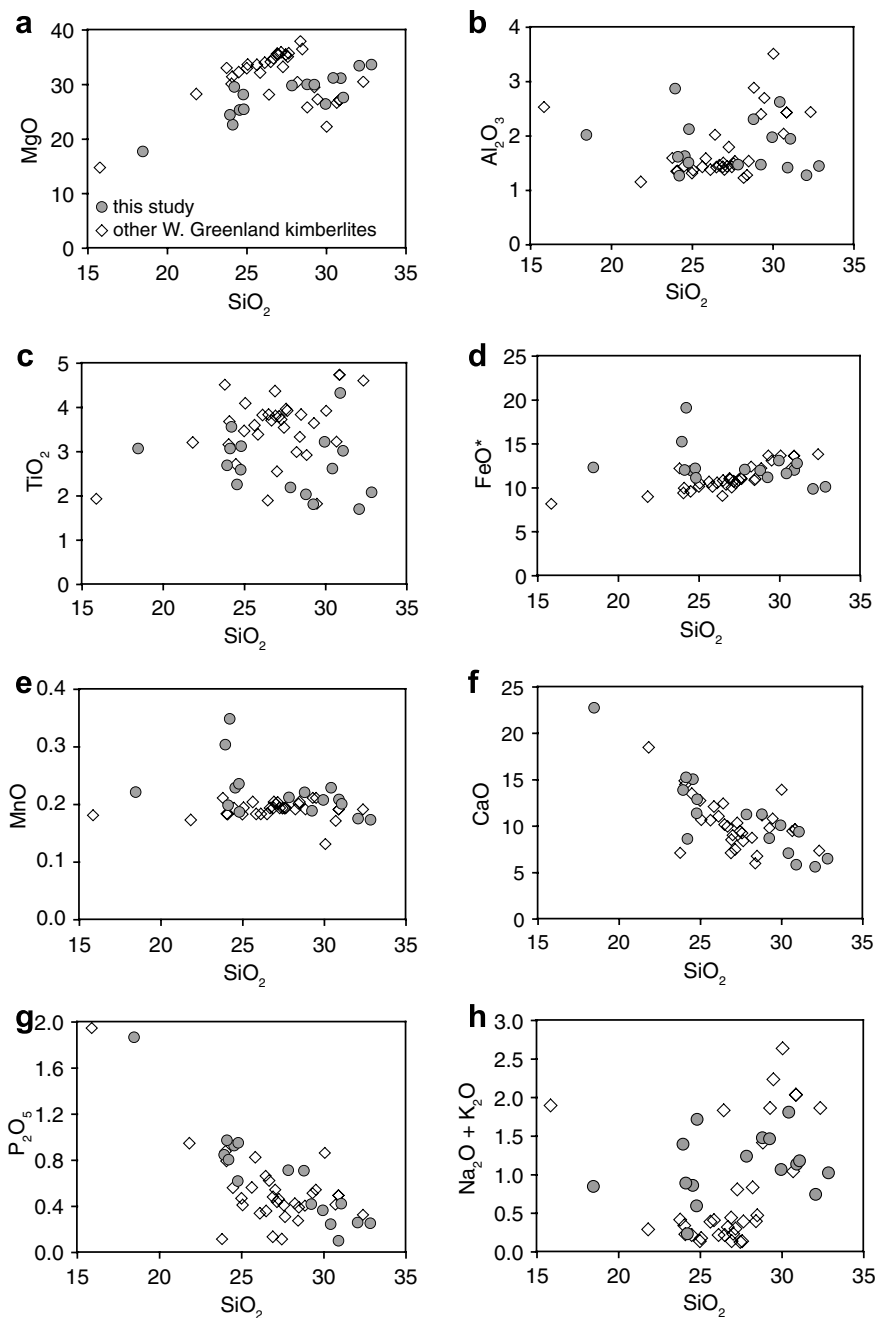 a
40
30
20
10
0
MgO
this study
other W. Greenland kimberlites
15 20 25 30 35
SiO₂
b
4
3
2
1
0
Al₂O₃
15 20 25 30 35
SiO₂
c
5
4
3
2
1
0
TiO₂
15 20 25 30 35
SiO₂
d
25
20
15
10
5
0
FeO*
15 20 25 30 35
SiO₂
e
0.4
0.3
0.2
0.1
0.0
MnO
15 20 25 30 35
SiO₂
f
25
20
15
10
5
0
CaO
15 20 25 30 35
SiO₂
g
2.0
1.6
1.2
0.8
0.4
0.0
P₂O₅
15 20 25 30 35
SiO₂
h
3.0
2.5
2.0
1.5
1.0
0.5
0.0
Na₂O + K₂O
15 20 25 30 35
SiO₂